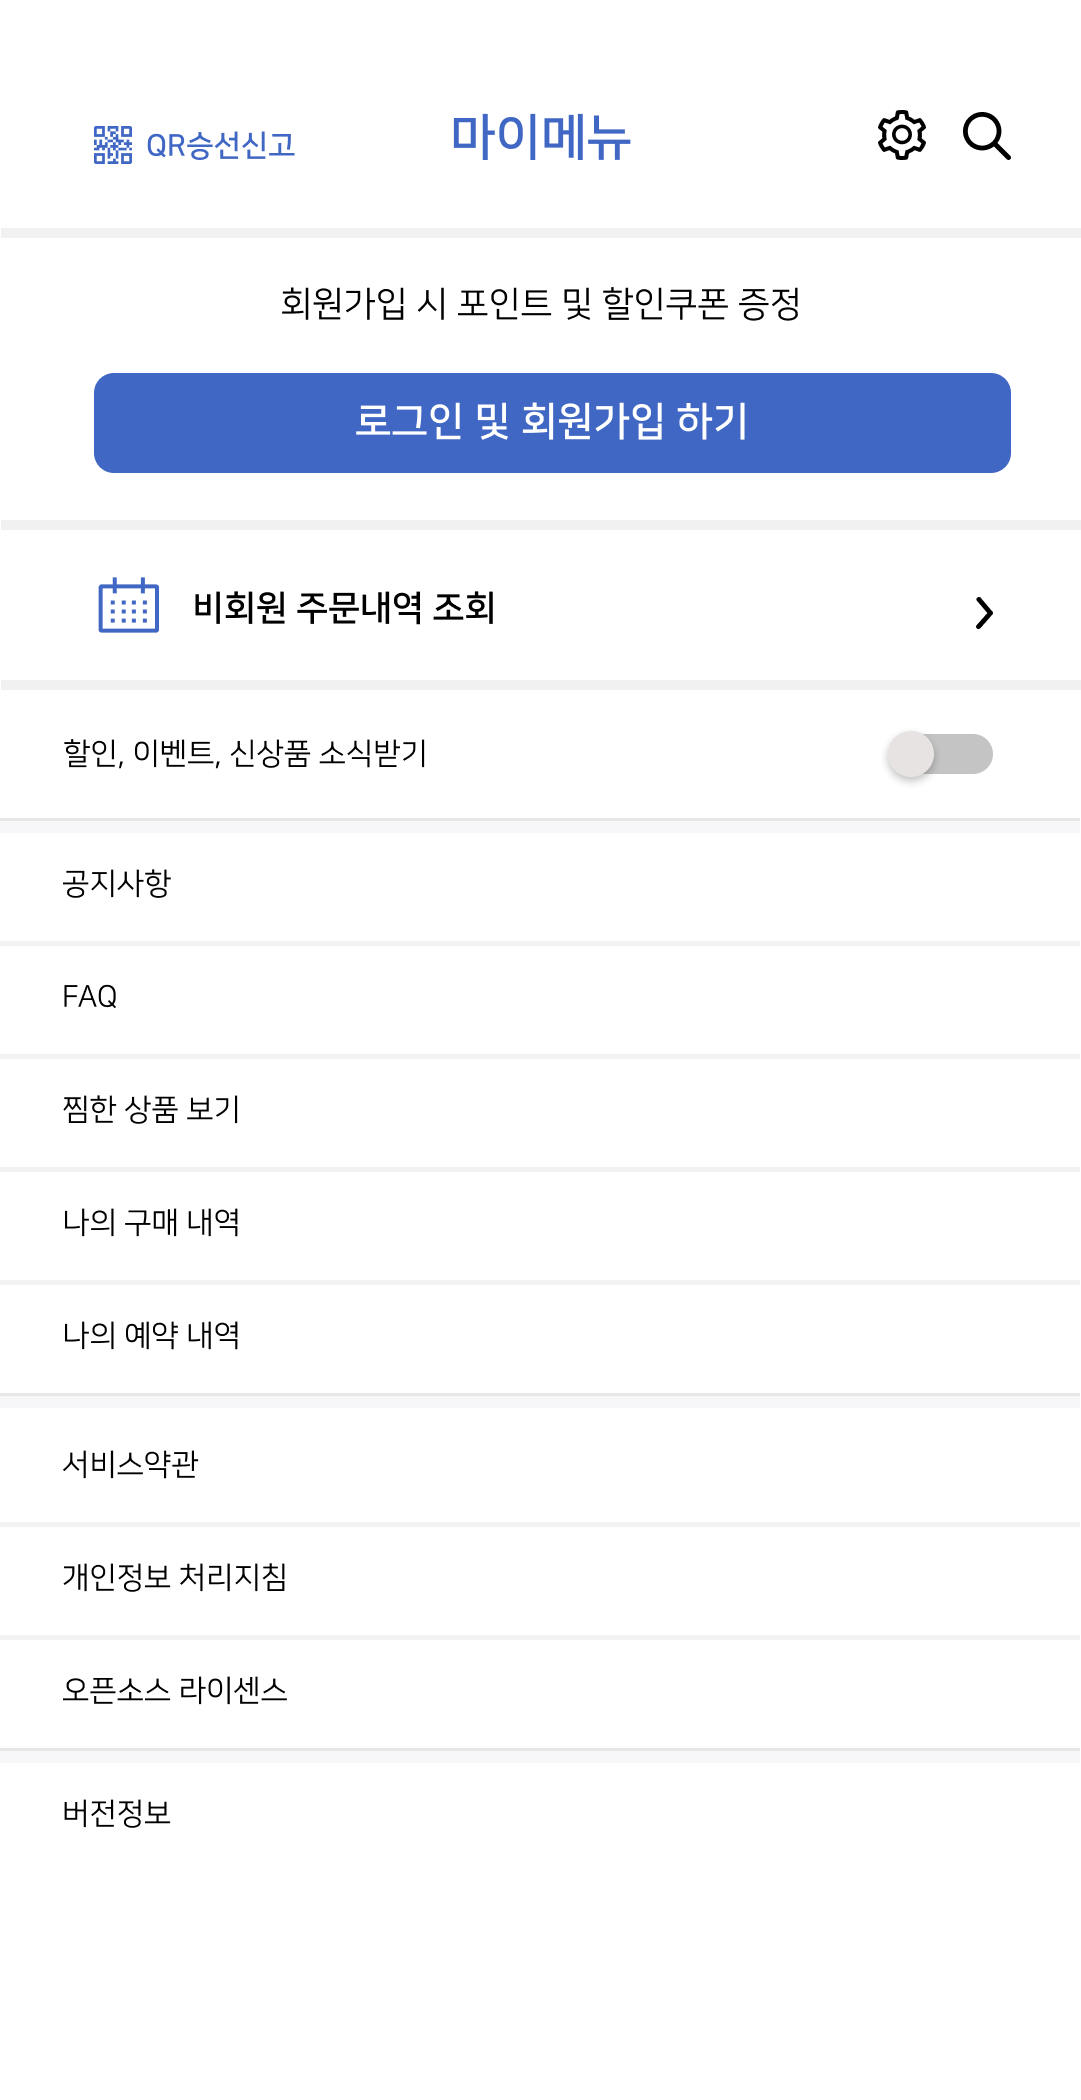 QR승선신고
마이메뉴
회원가입 시 포인트 및 할인쿠폰 증정
로그인 및 회원가입 하기
비회원 주문내역 조회
할인, 이벤트, 신상품 소식받기
공지사항
FAQ
찜한 상품 보기
나의 구매 내역
나의 예약 내역
서비스약관
개인정보 처리지침
오픈소스 라이센스
버전정보